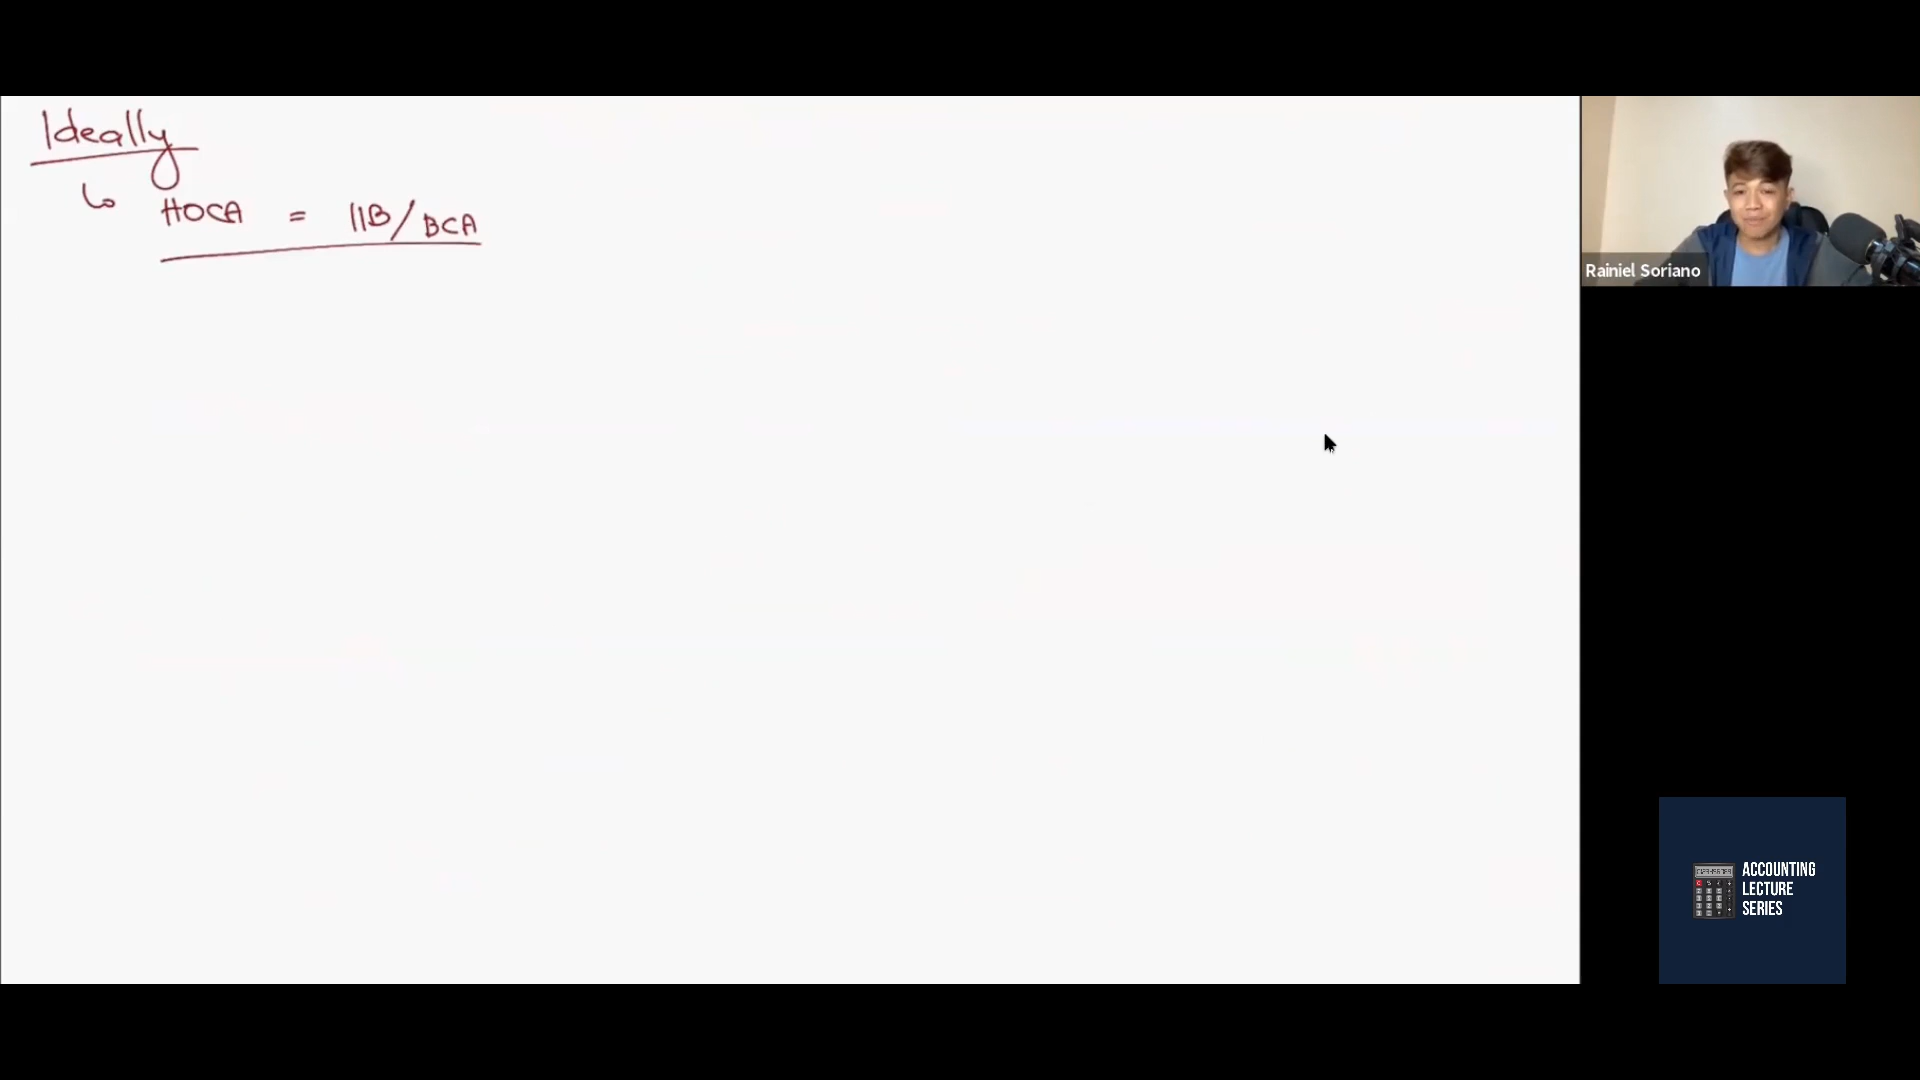 Ideally
HOCA = IIB/BCA
Rainiel Soriano
ACCOUNTING
LECTURE
SERIES